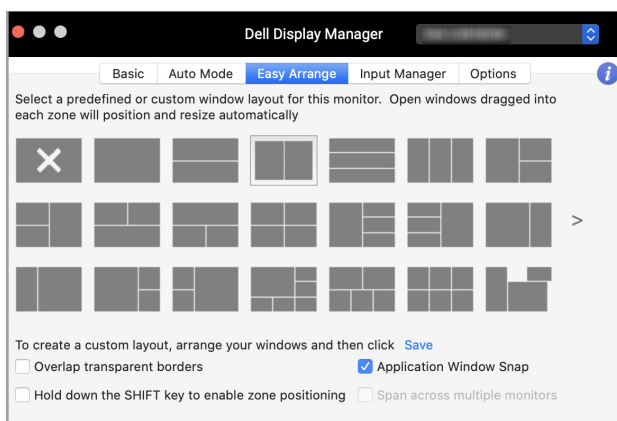 Dell Display Manager
Basic Auto Mode Easy Arrange Input Manager Options i
Select a predefined or custom window layout for this monitor. Open windows dragged into
each zone will position and resize automatically
>
To create a custom layout, arrange your windows and then click Save
Overlap transparent borders Application Window Snap
Hold down the SHIFT key to enable zone positioning Span across multiple monitors